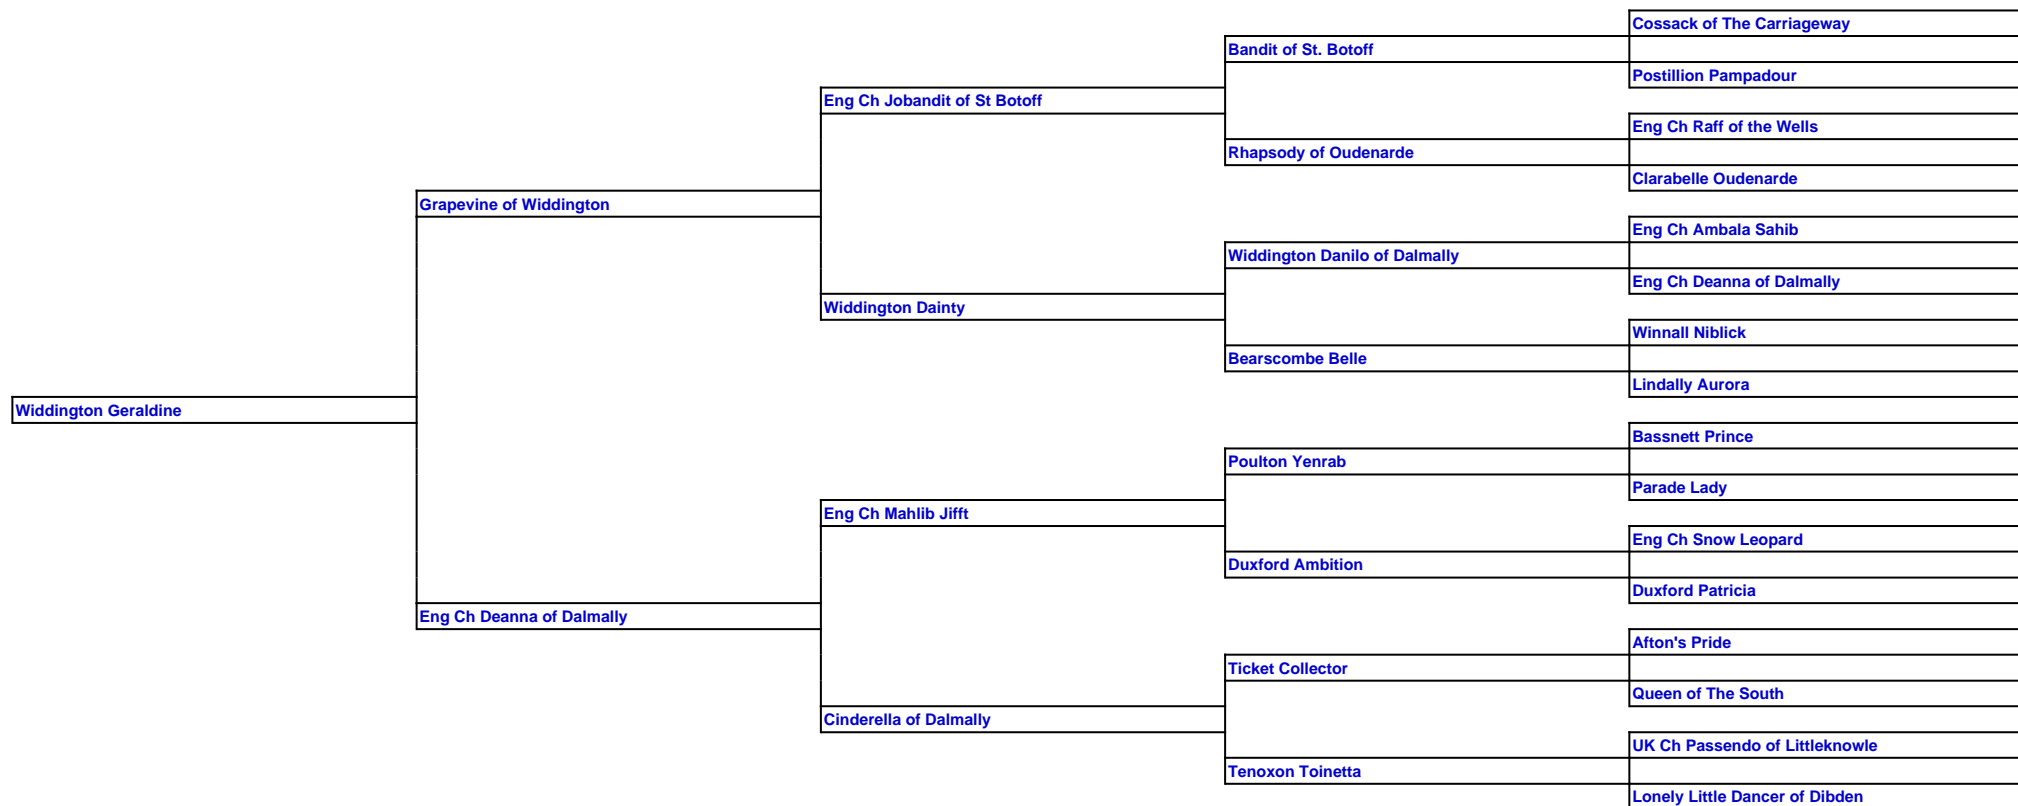 Cossack of The Carriageway
Bandit of St. Botoff
Postillion Pampadour
Eng Ch Jobandit of St Botoff
Eng Ch Raff of the Wells
Rhapsody of Oudenarde
Clarabelle Oudenarde
Grapevine of Widdington
Eng Ch Ambala Sahib
Widdington Danilo of Dalmally
Eng Ch Deanna of Dalmally
Widdington Dainty
Winnall Niblick
Bearscombe Belle
Lindally Aurora
Widdington Geraldine
Bassnett Prince
Poulton Yenrab
Parade Lady
Eng Ch Mahlib Jifft
Eng Ch Snow Leopard
Duxford Ambition
Duxford Patricia
Eng Ch Deanna of Dalmally
Afton's Pride
Ticket Collector
Queen of The South
Cinderella of Dalmally
UK Ch Passendo of Littleknowle
Tenoxon Toinetta
Lonely Little Dancer of Dibden